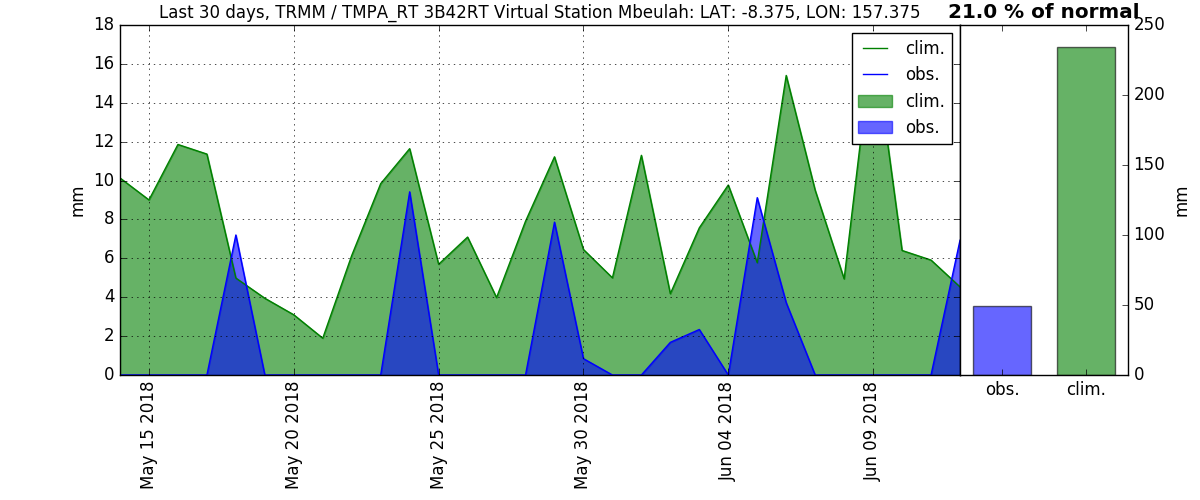 Last 30 days, TRMM / TMPA_RT 3B42RT Virtual Station Mbeulah: LAT: -8.375, LON: 157.375
21.0 % of normal
18
16
14
12
10
8
6
4
2
0
mm
clim.
obs.
clim.
obs.
May 15 2018
May 20 2018
May 25 2018
May 30 2018
Jun 04 2018
Jun 09 2018
250
200
150
100
50
0
mm
obs.
clim.